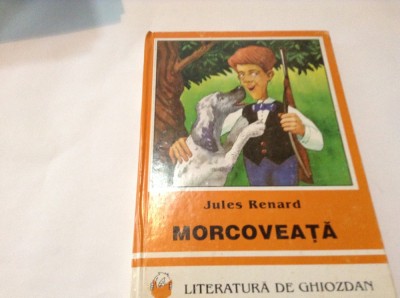 Jules Renard
MORCOVEAȚĂ
LITERATURĂ DE GHIOZDAN